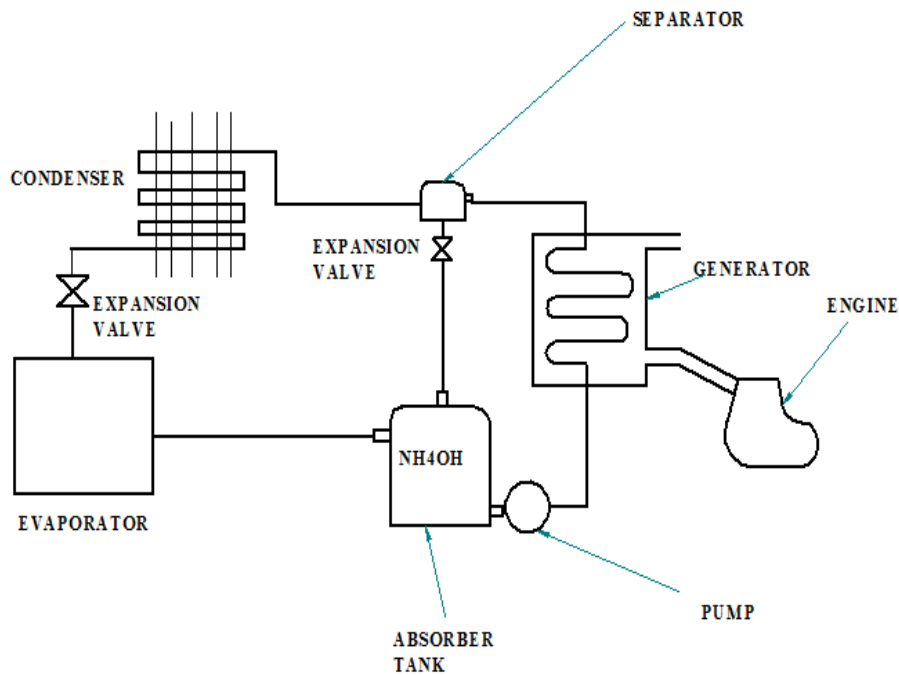 SEPARATOR
CONDENSER
EXPANSION
VALVE
GENERATOR
EXPANSION
VALVE
ENGINE
NH4OH
EVAPORATOR
PUMP
ABSORBER
TANK